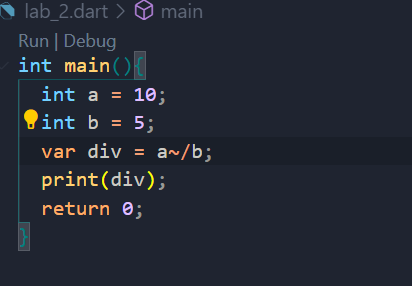 lab_2.dart > main
Run | Debug
int main(){
int a = 10;
int b = 5;
var div = a~/b;
print(div);
return 0;
}